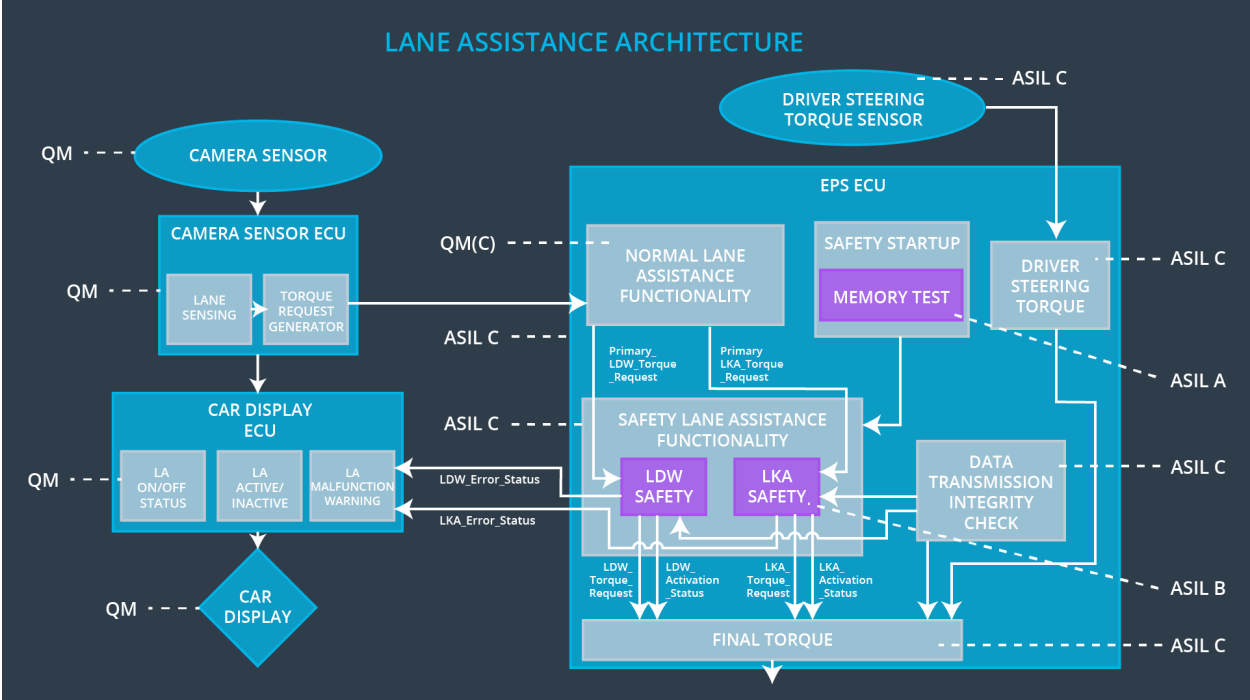 LANE ASSISTANCE ARCHITECTURE
ASIL C
DRIVER STEERING
TORQUE SENSOR
QM
CAMERA SENSOR
EPS ECU
CAMERA SENSOR ECU
QM
LANE
SENSING
TORQUE
REQUEST
GENERATOR
QM(C)
NORMAL LANE
ASSISTANCE
FUNCTIONALITY
SAFETY STARTUP
MEMORY TEST
DRIVER
STEERING
TORQUE
ASIL C
ASIL C
Primary_
LDW_Torque
_Request
Primary
LKA_Torque
_Request
ASIL A
CAR DISPLAY
ECU
QM
LA
ON/OFF
STATUS
LA
ACTIVE/
INACTIVE
LA
MALFUNCTION
WARNING
ASIL C
SAFETY LANE ASSISTANCE
FUNCTIONALITY
LDW
SAFETY
LKA
SAFETY
DATA
TRANSMISSION
INTEGRITY
CHECK
ASIL C
LDW_Error_Status
LKA_Error_Status
LDW_
Torque_
Request
LDW_
Activation
_Status
LKA_
Torque_
Request
LKA_
Activation
_Status
ASIL B
QM
CAR
DISPLAY
FINAL TORQUE
ASIL C